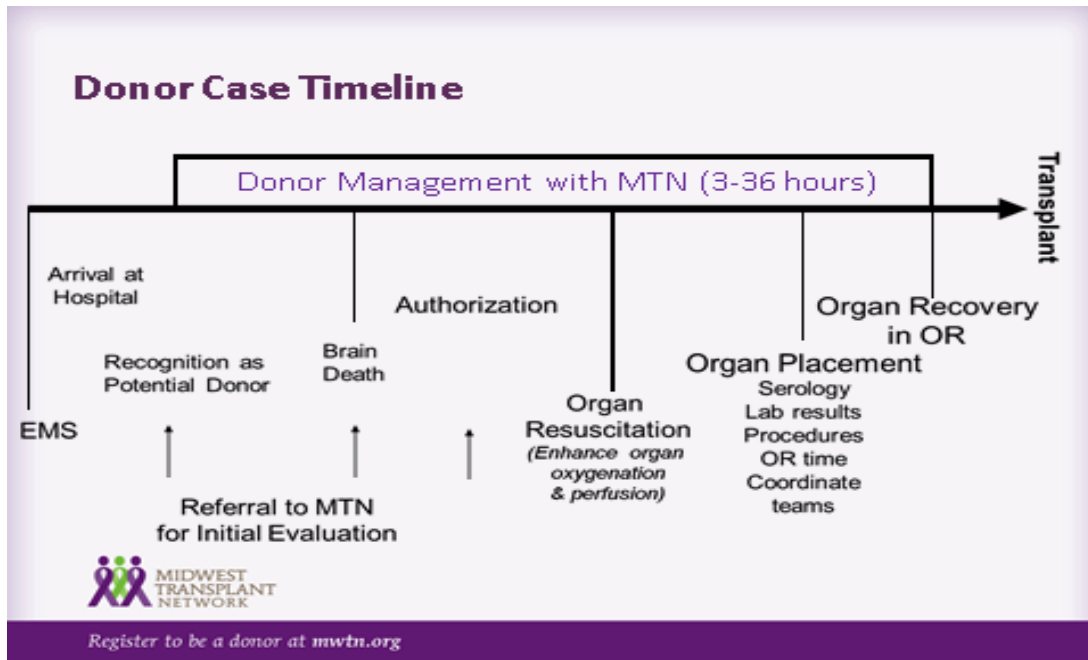 Donor Case Timeline
Donor Management with MTN (3-36 hours)
Transplant
Arrival at
Hospital
Authorization
Organ Recovery
in OR
Recognition as
Potential Donor
Brain
Death
Organ Placement
Serology
Lab results
Procedures
OR time
Coordinate
teams
EMS
Organ
Resuscitation
(Enhance organ
oxygenation
& perfusion)
Referral to MTN
for Initial Evaluation
MIDWEST
TRANSPLANT
NETWORK
Register to be a donor at mwtn.org